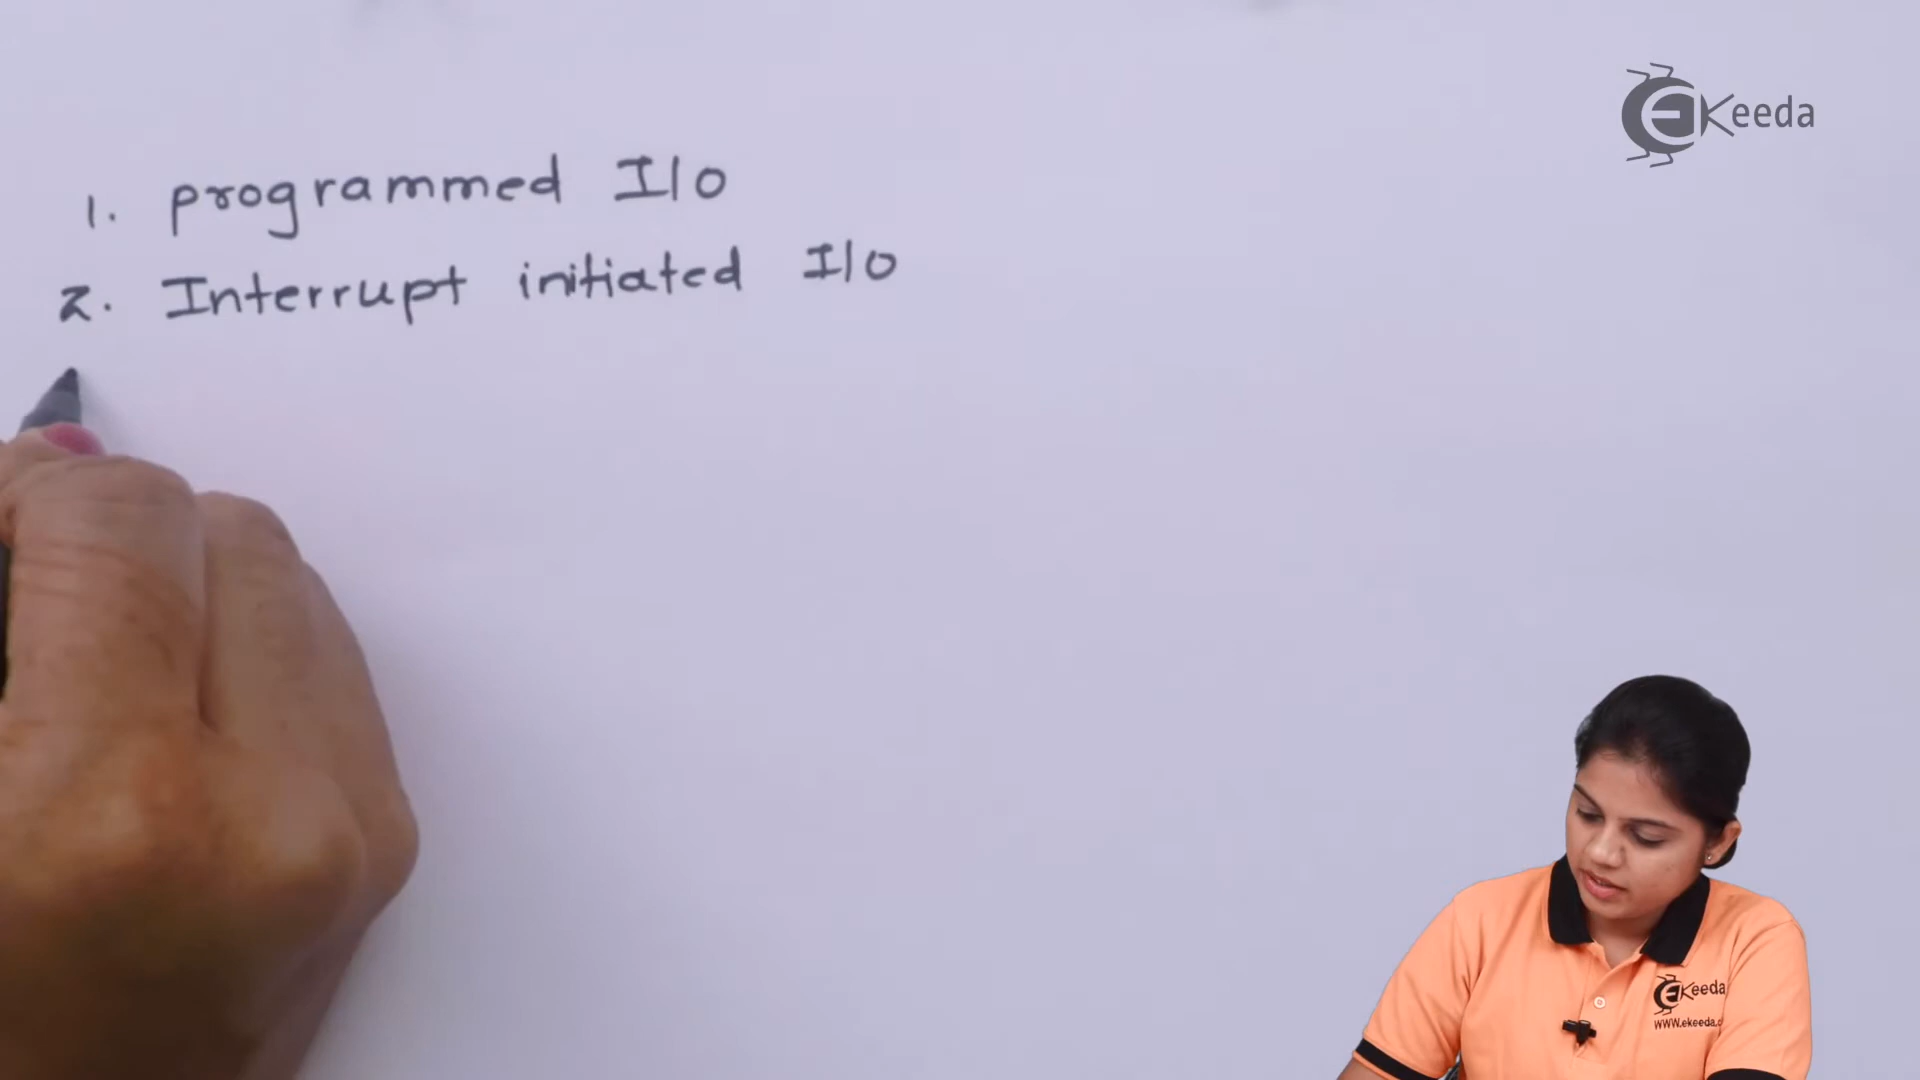 EKeeda
1. programmed I/O
2. Interrupt initiated I/O
EKeeda
www.ekeeda.c